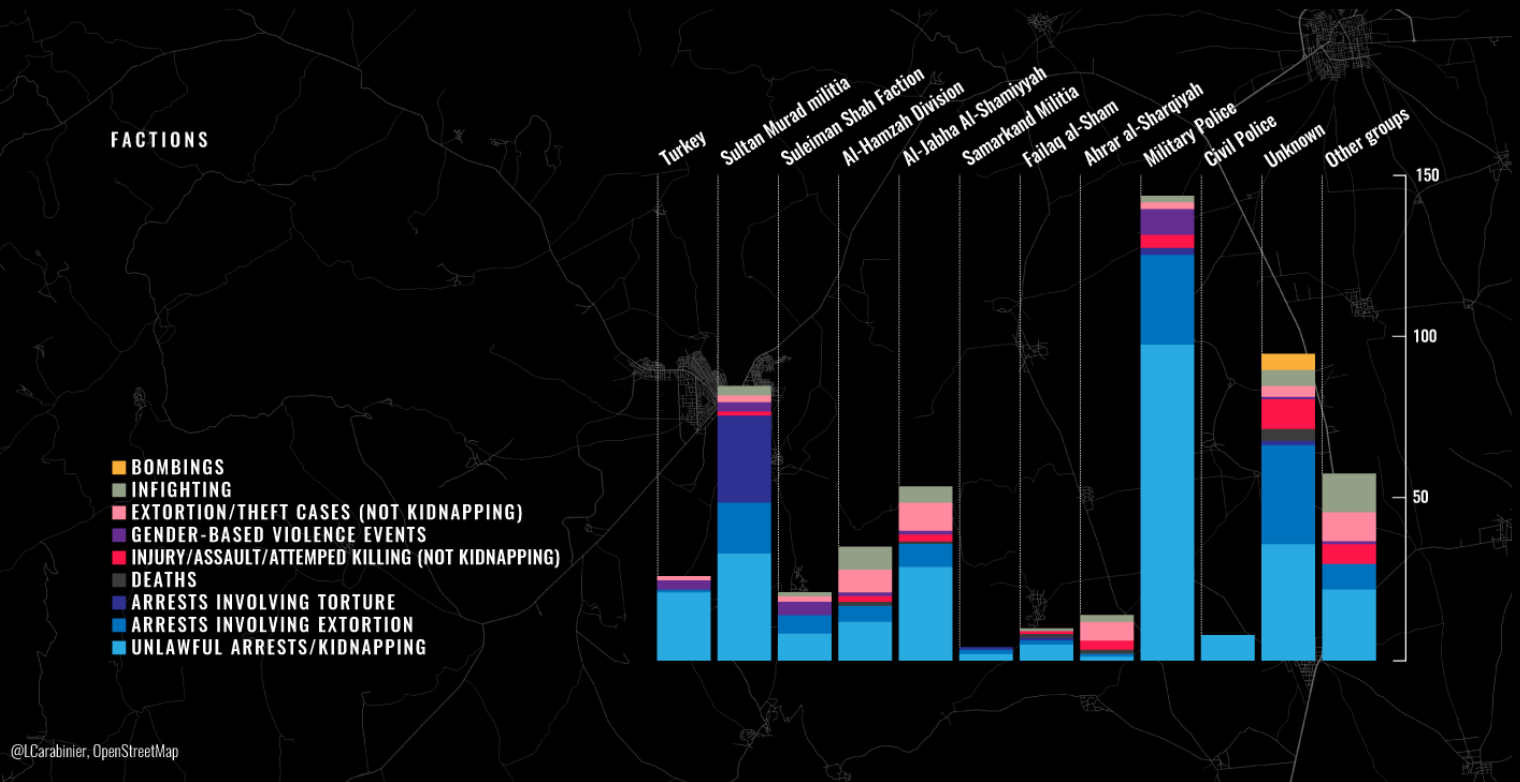 FACTIONS
Turkey
Sultan Murad militia
Suleiman Shah Faction
Al-Hamzah Division
Al-Jabha Al-Shamiyyah
Samarkand Militia
Failaq al-Sham
Ahrar al-Sharqiyah
Military Police
Civil Police
Unknown
Other groups
150
100
50
BOMBINGS
INFIGHTING
EXTORTION/THEFT CASES (NOT KIDNAPPING)
GENDER-BASED VIOLENCE EVENTS
INJURY/ASSAULT/ATTEMPED KILLING (NOT KIDNAPPING)
DEATHS
ARRESTS INVOLVING TORTURE
ARRESTS INVOLVING EXTORTION
UNLAWFUL ARRESTS/KIDNAPPING
@LCarabinier, OpenStreetMap